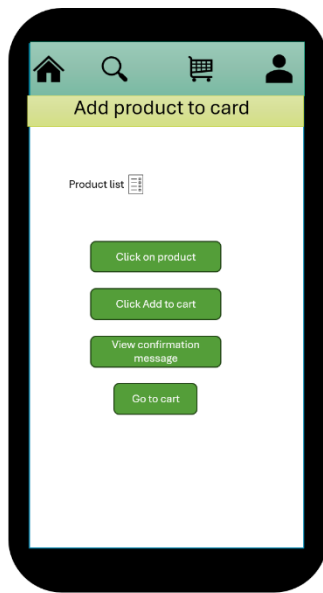 Add product to card
Product list
Click on product
Click Add to cart
View confirmation
message
Go to cart